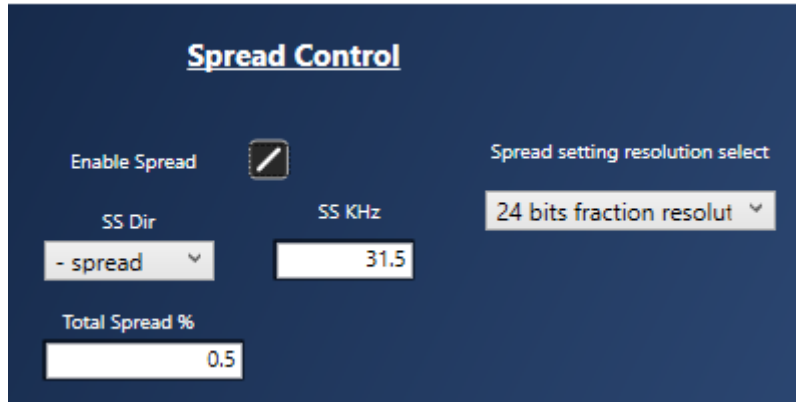 Spread Control
Enable Spread
Spread setting resolution select
SS Dir
SS KHz
24 bits fraction resolut
- spread
31.5
Total Spread %
0.5